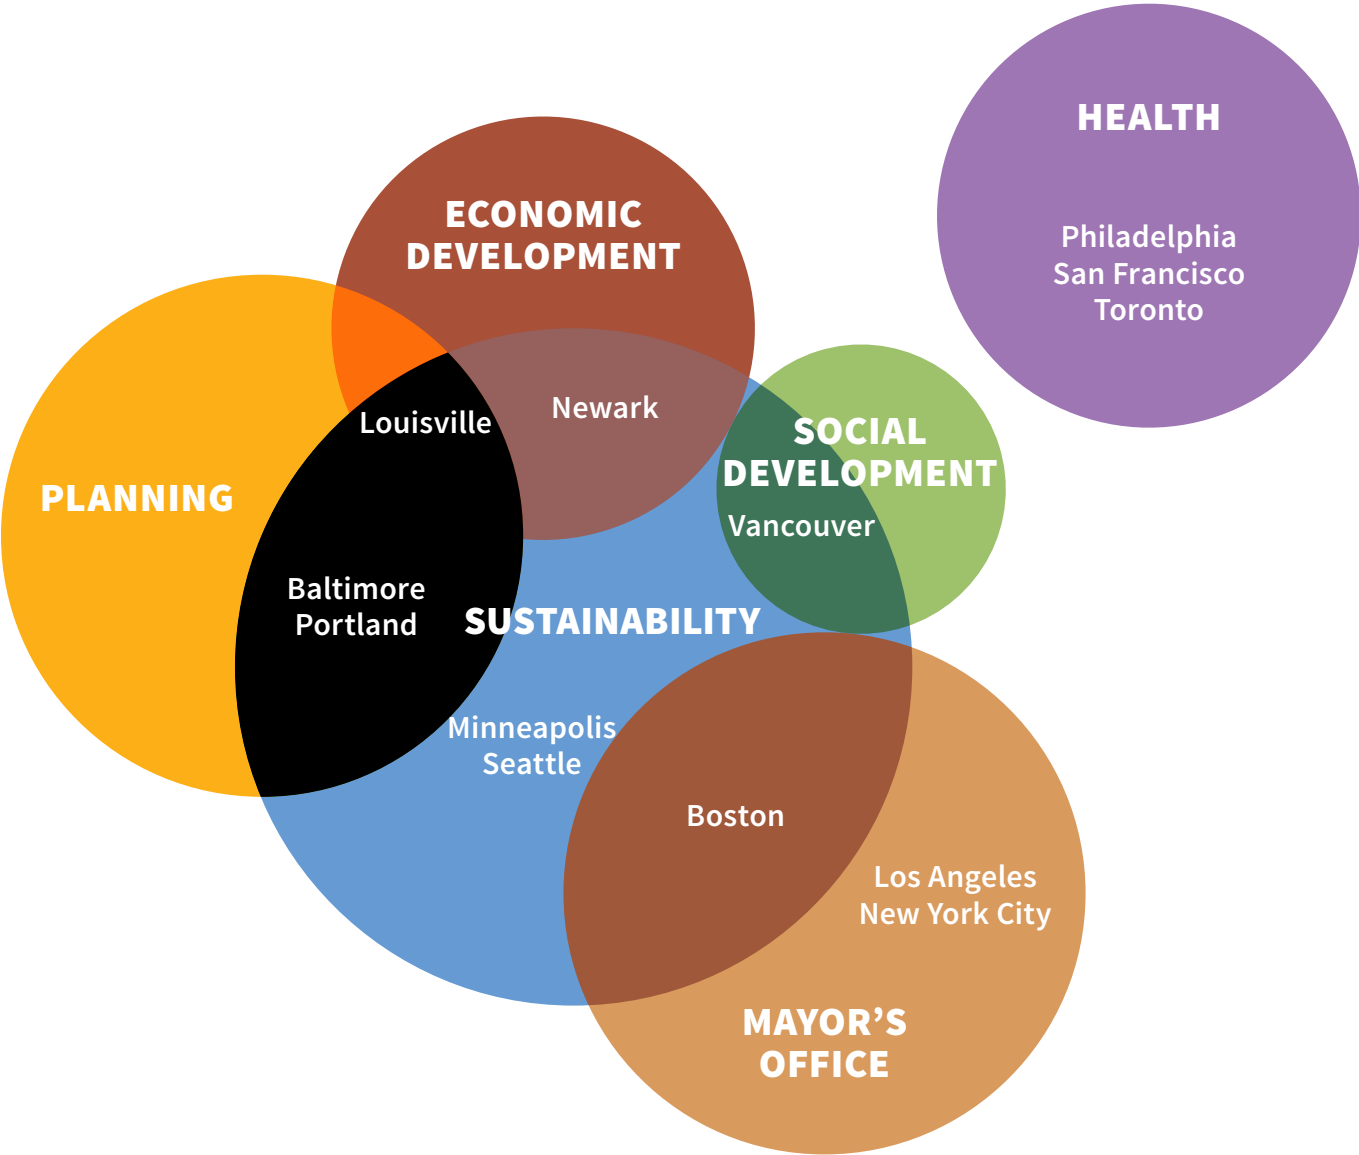 HEALTH
Philadelphia
San Francisco
Toronto
ECONOMIC
DEVELOPMENT
Newark
Louisville
SOCIAL
DEVELOPMENT
Vancouver
PLANNING
Baltimore
Portland
SUSTAINABILITY
Minneapolis
Seattle
Boston
Los Angeles
New York City
MAYOR’S
OFFICE